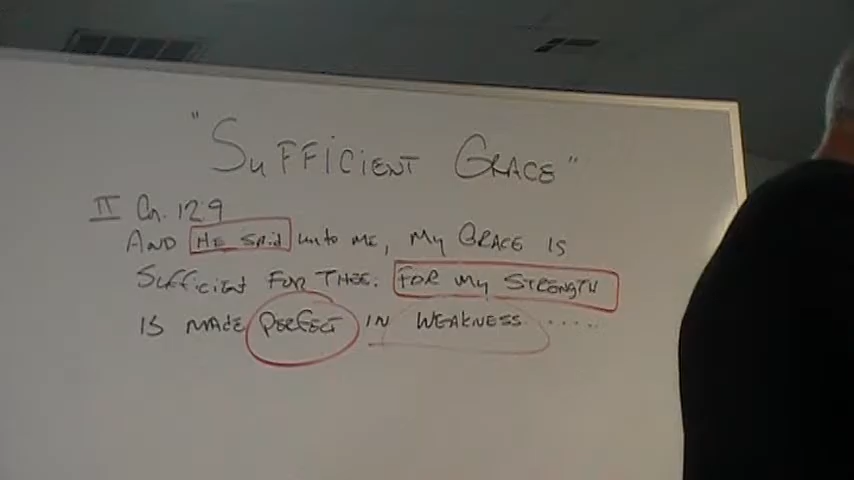 "SUFFICIENT GRACE"
II Cor. 12:9
AND HE SAID UNTO ME, MY GRACE IS
SUFFICIENT FOR THEE: FOR MY STRENGTH
IS MADE PERFECT IN WEAKNESS.....